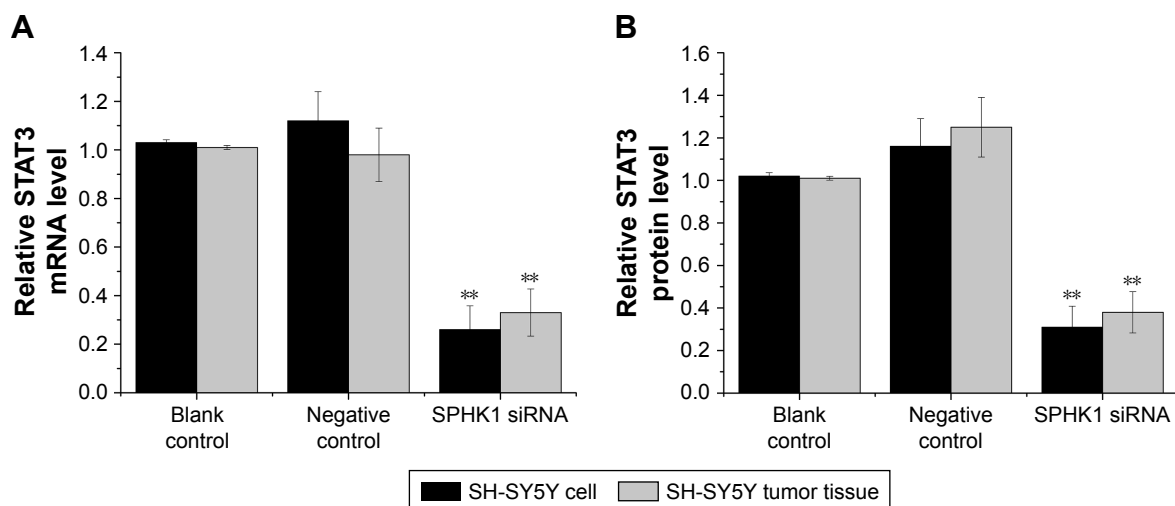 A
Relative STAT3
mRNA level
1.4
1.2
1.0
0.8
0.6
0.4
0.2
0.0
**
**
Blank
control
Negative
control
SPHK1 siRNA
B
Relative STAT3
protein level
1.6
1.4
1.2
1.0
0.8
0.6
0.4
0.2
0.0
**
**
Blank
control
Negative
control
SPHK1 siRNA
SH-SY5Y cell
SH-SY5Y tumor tissue